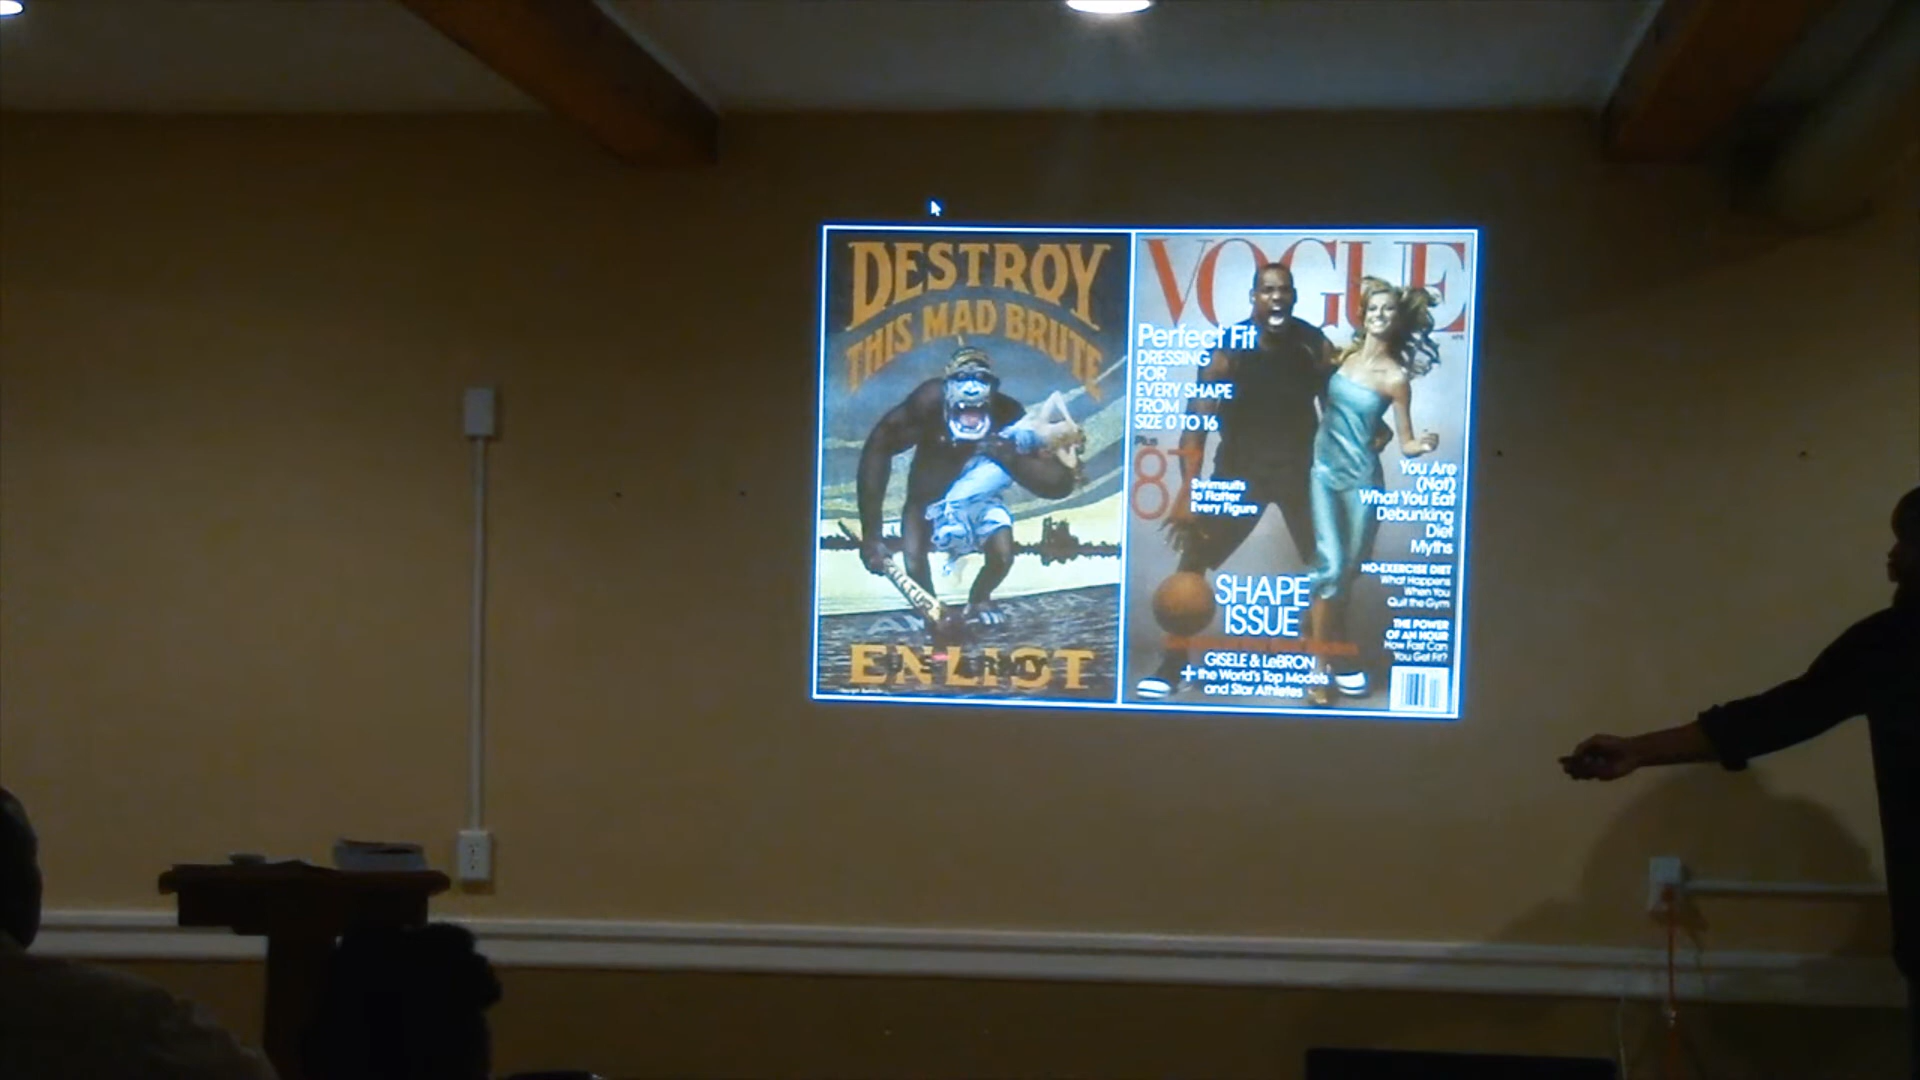 DESTROY
THIS MAD BRUTE
KULTUR
ENLIST
U.S. ARMY
VOGUE
Perfect Fit
DRESSING
FOR
EVERY SHAPE
FROM
SIZE 0 TO 16
Plus
87
Swimsuits
to Flatter
Every Figure
You Are
(Not)
What You Eat
Debunking
Diet
Myths
NO-EXERCISE DIET
What Happens
When You
Quit the Gym
THE POWER
OF AN HOUR
How Fast Can
You Get Fit?
SHAPE
ISSUE
GISELE & LeBRON
+ the World's Top Models
and Star Athletes